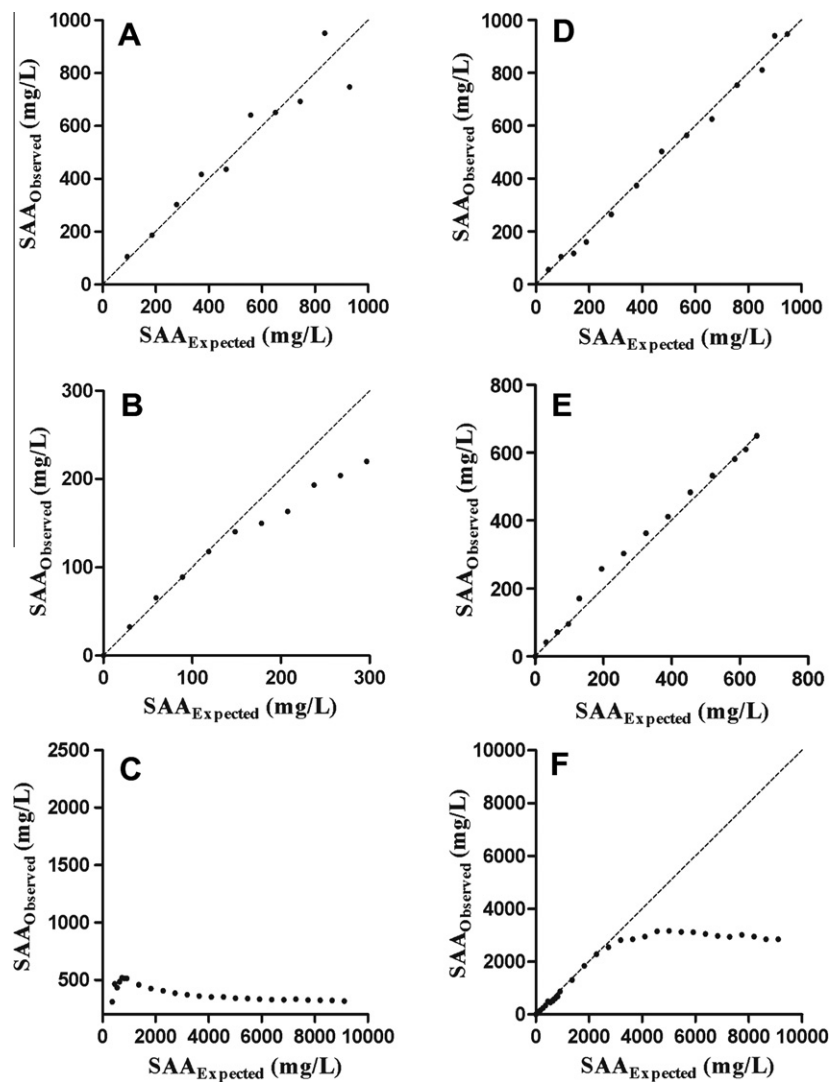 A
1000
800
600
400
200
0
SAAObserved (mg/L)
0 200 400 600 800 1000
SAAExpected (mg/L)
D
1000
800
600
400
200
0
SAAObserved (mg/L)
0 200 400 600 800 1000
SAAExpected (mg/L)
B
300
200
100
0
SAAObserved (mg/L)
0 100 200 300
SAAExpected (mg/L)
E
800
600
400
200
0
SAAObserved (mg/L)
0 200 400 600 800
SAAExpected (mg/L)
C
2500
2000
1500
1000
500
SAAObserved (mg/L)
0 2000 4000 6000 8000 10000
SAAExpected (mg/L)
F
10000
8000
6000
4000
2000
0
SAAObserved (mg/L)
0 2000 4000 6000 8000 10000
SAAExpected (mg/L)